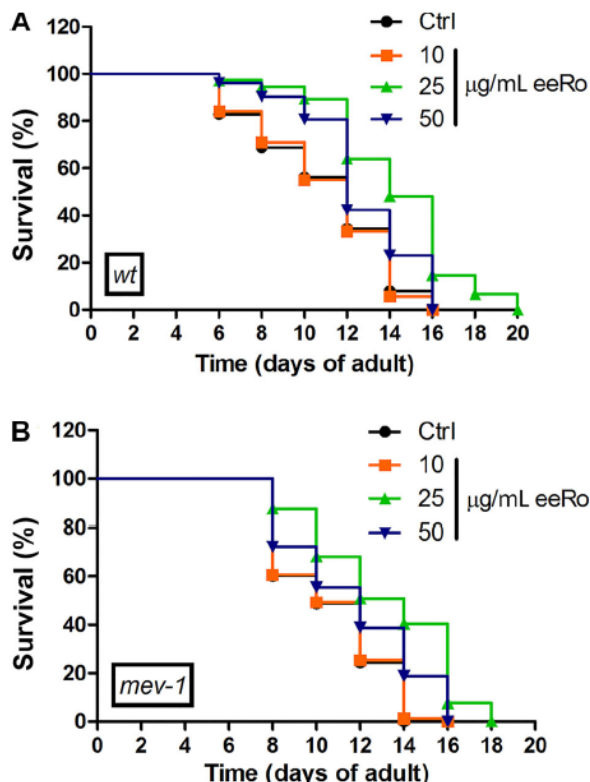 A
Ctrl
10
25 µg/mL eeRo
50
120
100
80
60
40
20
0
Survival (%)
wt
0 2 4 6 8 10 12 14 16 18 20
Time (days of adult)
B
Ctrl
10
25 µg/mL eeRo
50
120
100
80
60
40
20
0
Survival (%)
mev-1
0 2 4 6 8 10 12 14 16 18 20
Time (days of adult)